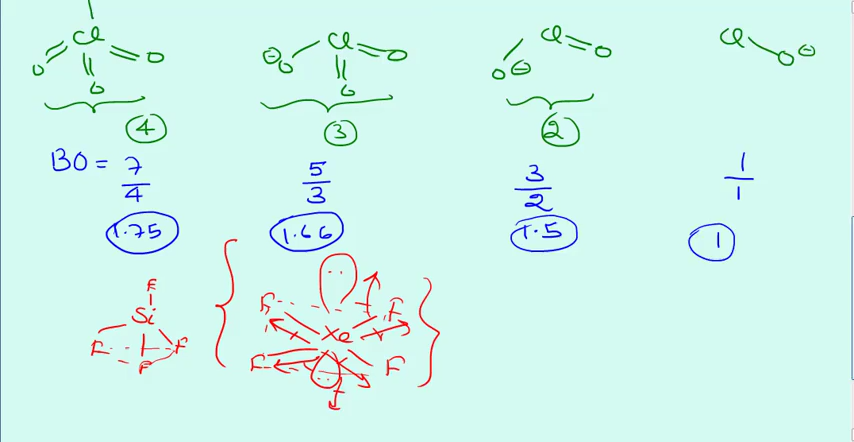 Cl Cl Cl Cl
O O O O O O O
O O
4 3 2
BO = 7/4 5/3 3/2 1/1
1.75 1.66 1.5 1
F
Si F Xe F
F F F F
F